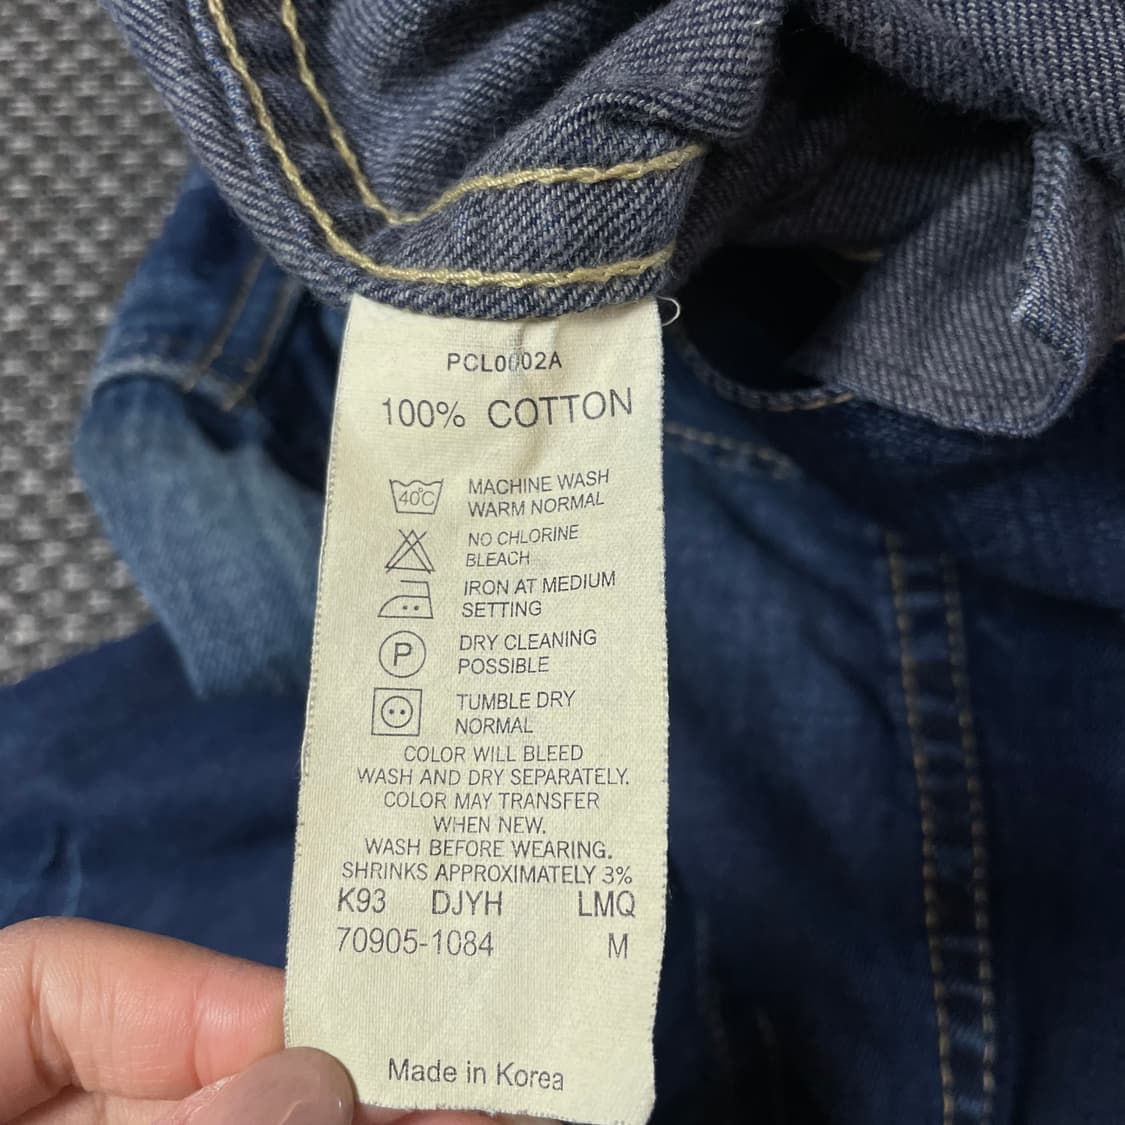 PCL0002A
100% COTTON
40°C MACHINE WASH
WARM NORMAL
NO CHLORINE
BLEACH
IRON AT MEDIUM
SETTING
P DRY CLEANING
POSSIBLE
TUMBLE DRY
NORMAL
COLOR WILL BLEED
WASH AND DRY SEPARATELY.
COLOR MAY TRANSFER
WHEN NEW.
WASH BEFORE WEARING.
SHRINKS APPROXIMATELY 3%
K93 DJYH LMQ
70905-1084 M
Made in Korea